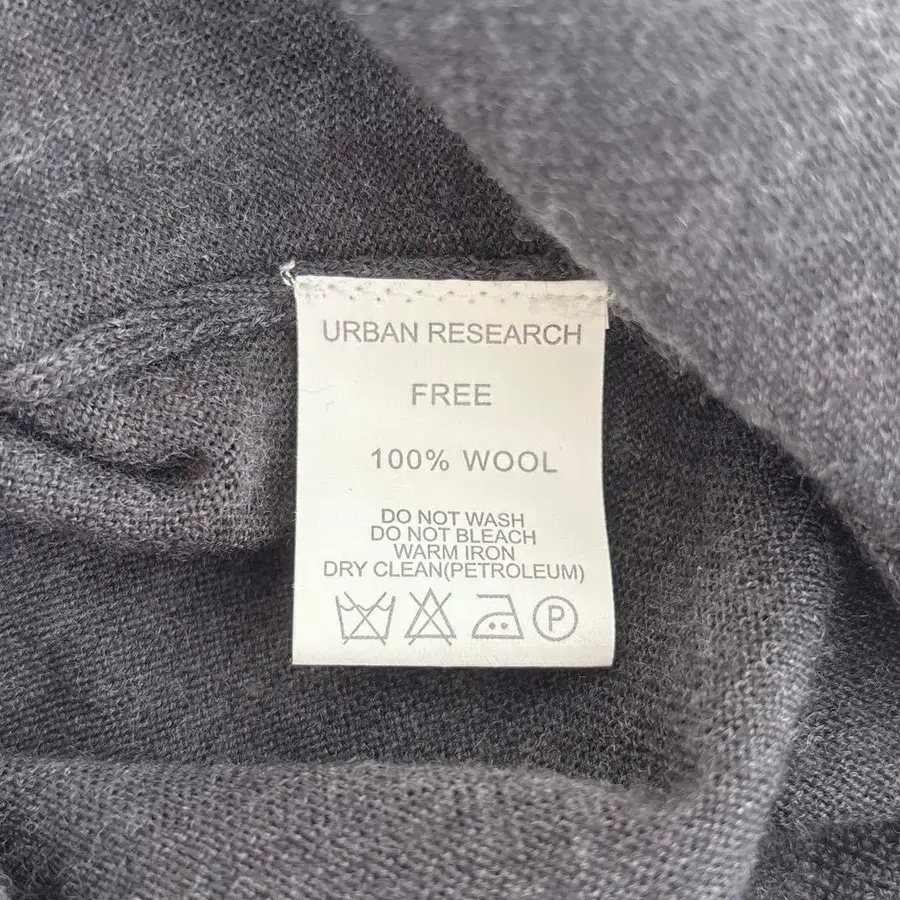 URBAN RESEARCH
FREE
100% WOOL
DO NOT WASH
DO NOT BLEACH
WARM IRON
DRY CLEAN(PETROLEUM)
P